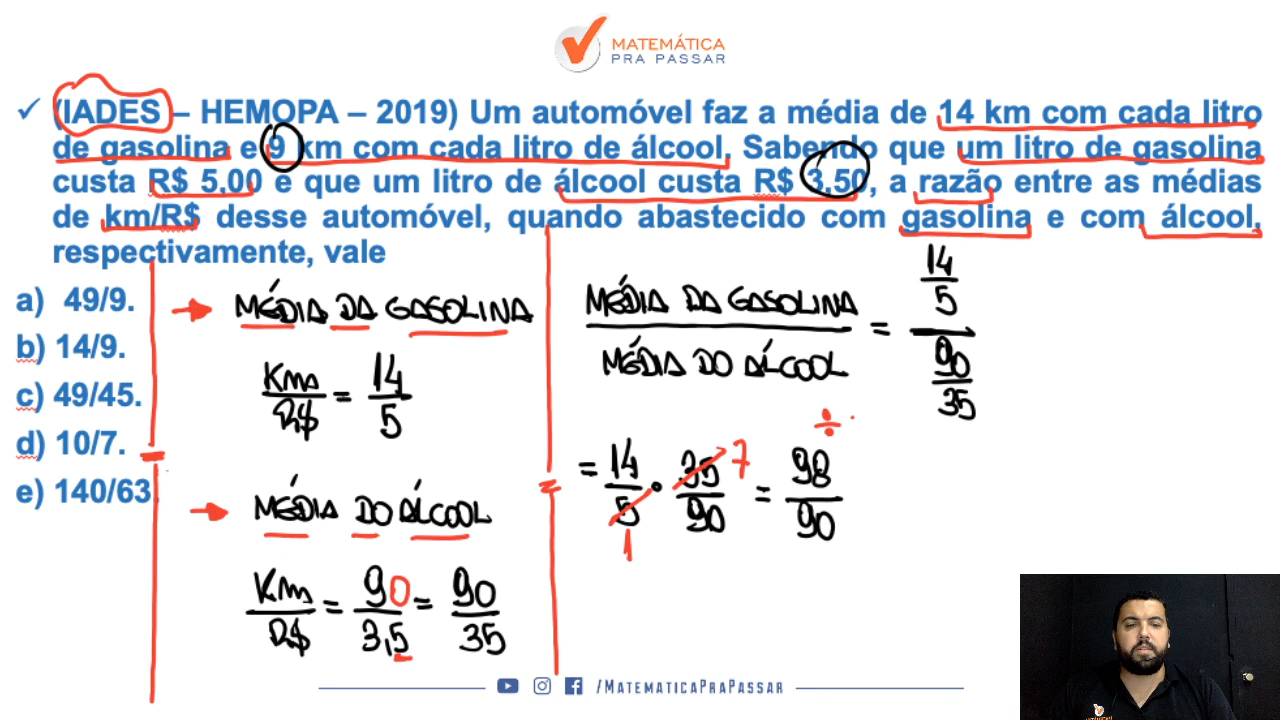 MATEMÁTICA
PRA PASSAR
✓ (IADES – HEMOPA – 2019) Um automóvel faz a média de 14 km com cada litro
de gasolina e 9 km com cada litro de álcool. Sabendo que um litro de gasolina
custa R$ 5,00 e que um litro de álcool custa R$ 3,50, a razão entre as médias
de km/R$ desse automóvel, quando abastecido com gasolina e com álcool,
respectivamente, vale
a) 49/9.
b) 14/9.
c) 49/45.
d) 10/7.
e) 140/63
→ MÉDIA DA GASOLINA
Km/R$ = 14/5
→ MÉDIA DO ÁLCOOL
Km/R$ = 90/3,5 = 90/35
MÉDIA DA GASOLINA / MÉDIA DO ÁLCOOL = 14/5 / 90/35
= 14/5 1 • 35/90 7 = 98/90 ÷
/MATEMATICAPRAPASSAR